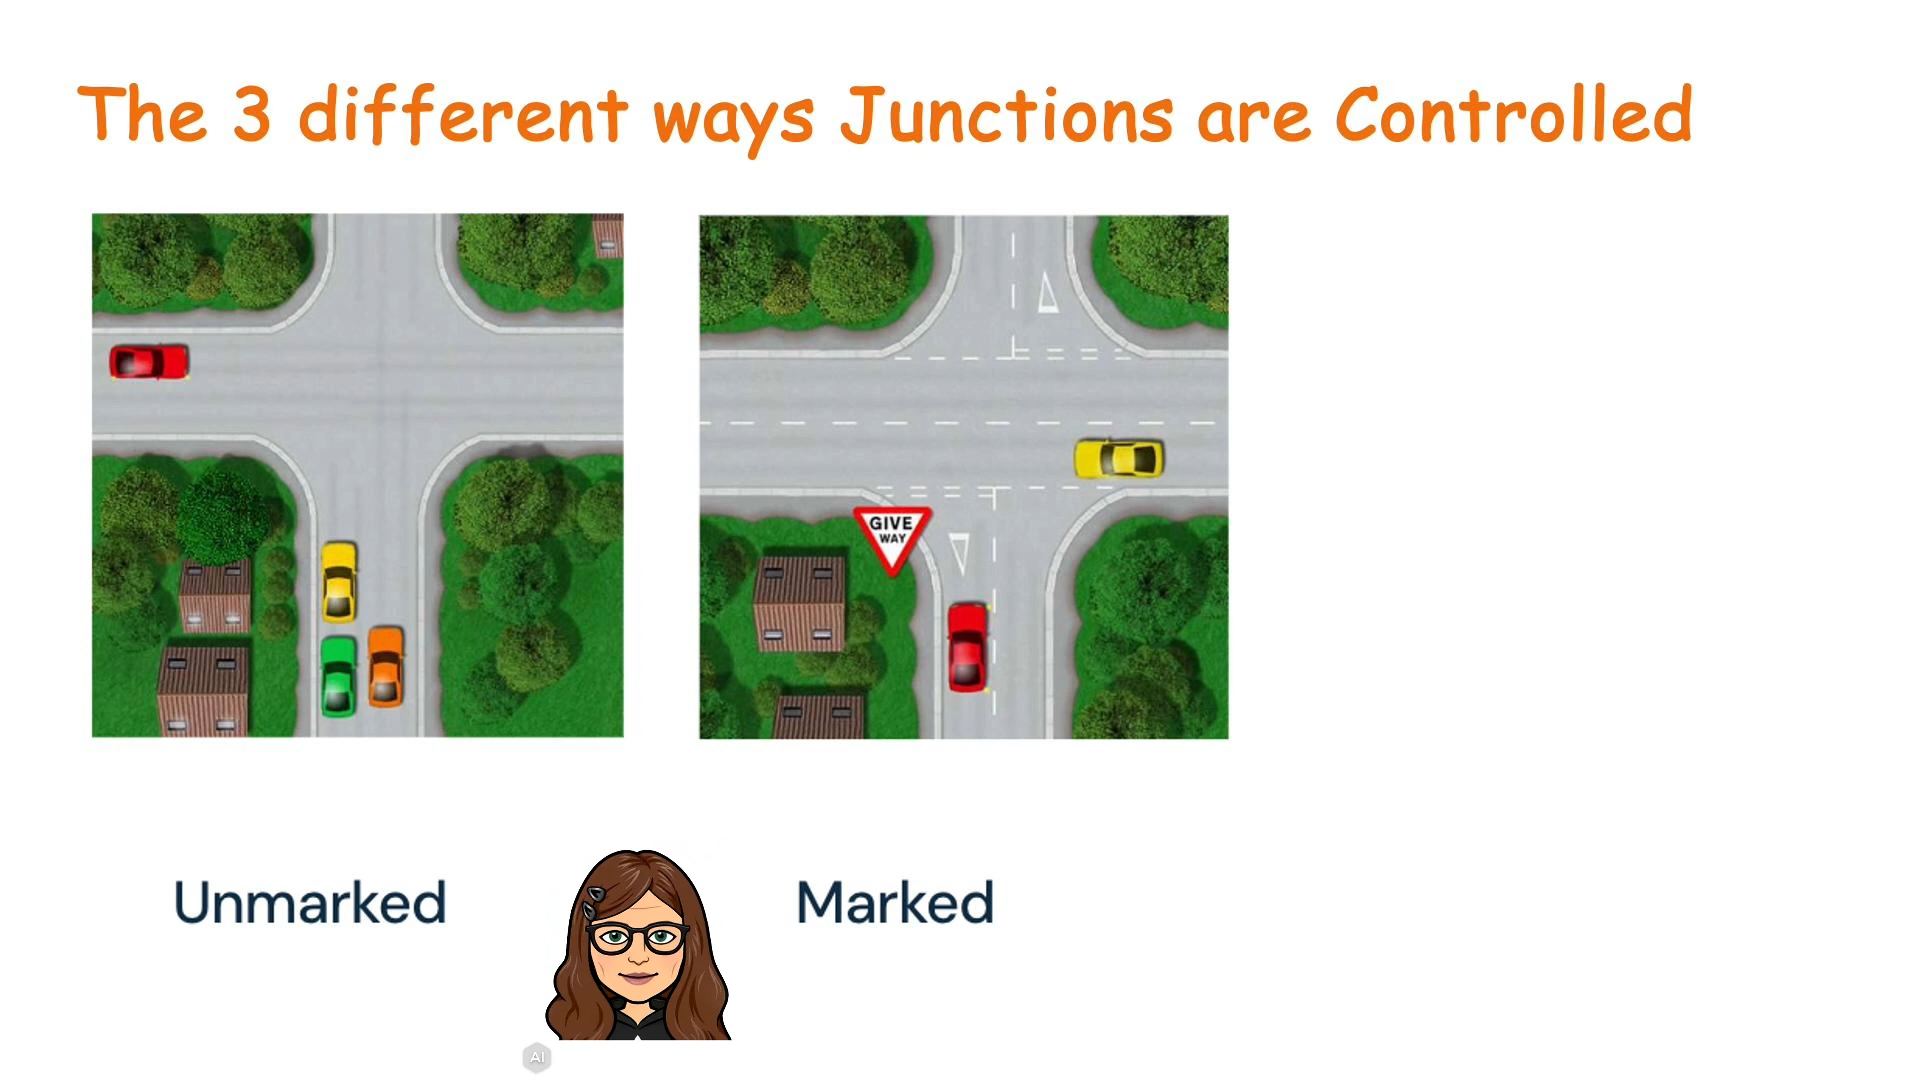 The 3 different ways Junctions are Controlled
GIVE
WAY
Unmarked
Marked
AI